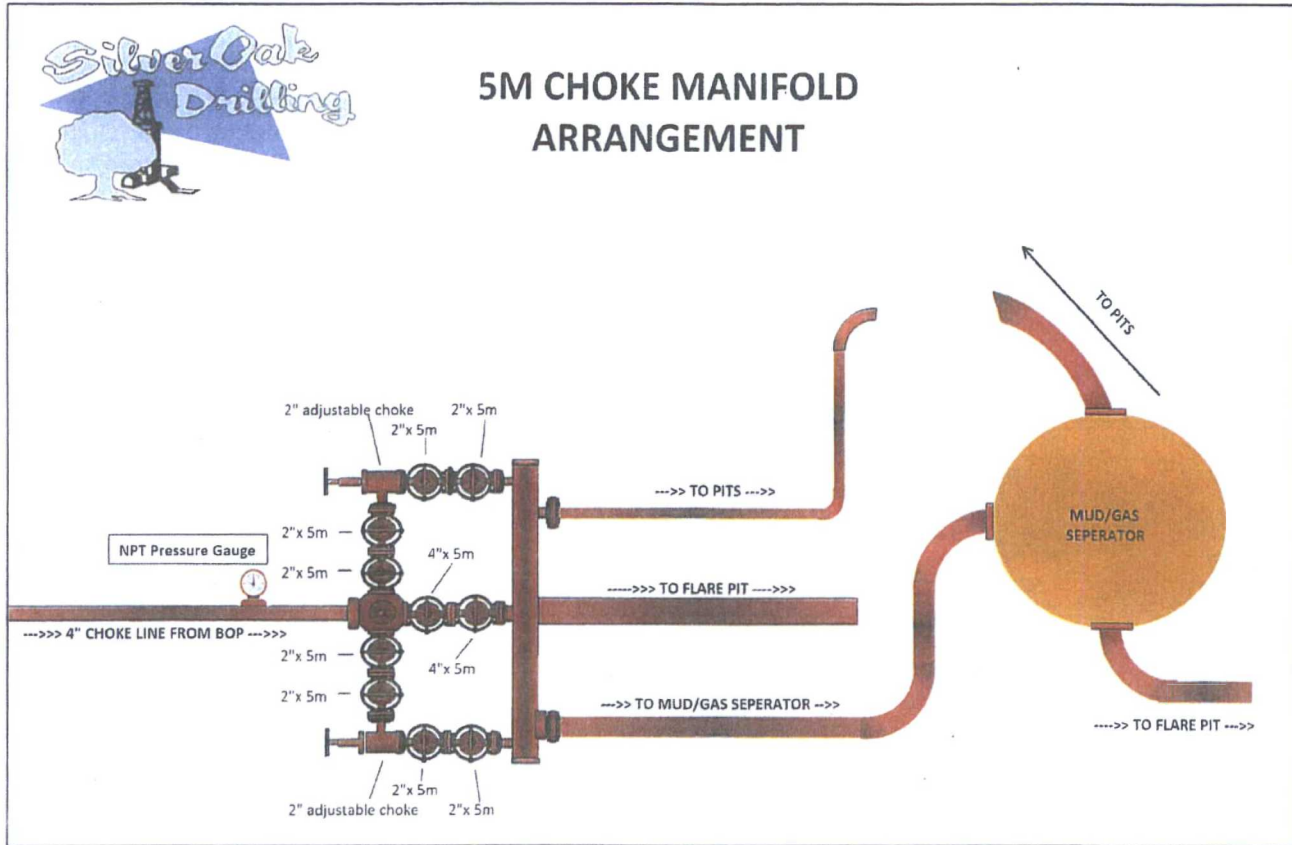 Silver Oak
Drilling
5M CHOKE MANIFOLD
ARRANGEMENT
TO PITS
2" adjustable choke
2"x 5m
2"x 5m
--->> TO PITS --->>
MUD/GAS
SEPERATOR
2"x 5m
NPT Pressure Gauge
2"x 5m
4"x 5m
----->>> TO FLARE PIT ---->>>
--->>> 4" CHOKE LINE FROM BOP --->>>
2"x 5m
4"x 5m
2"x 5m
--->> TO MUD/GAS SEPERATOR -->>
---->> TO FLARE PIT --->>
2"x 5m
2"x 5m
2" adjustable choke